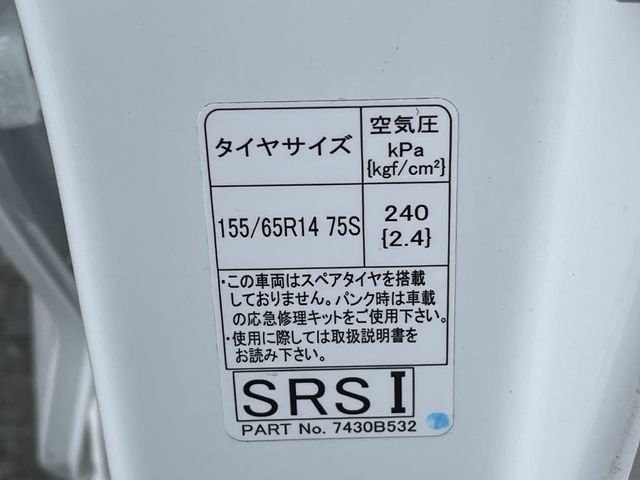 タイヤサイズ
空気圧
kPa
{kgf/cm²}
155/65R14 75S
240
{2.4}
・この車両はスペアタイヤを搭載
しておりません。パンク時は車載
の応急修理キットをご使用下さい。
・使用に際しては取扱説明書を
お読み下さい。
SRS I
PART No. 7430B532